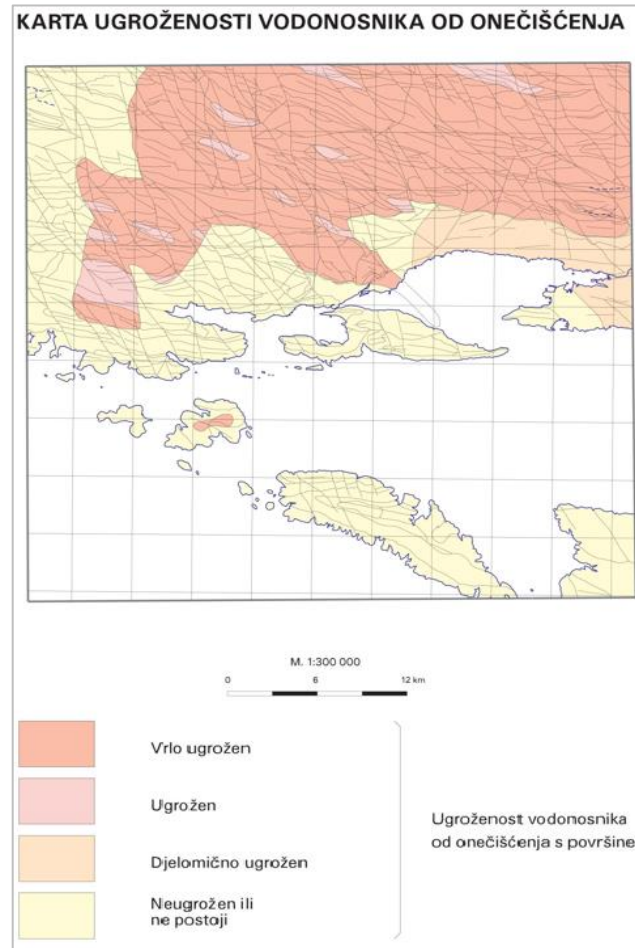 KARTA UGROŽENOSTI VODONOSNIKA OD ONEČIŠĆENJA
M. 1:300 000
0 6 12 km
Vrlo ugrožen
Ugrožen
Djelomično ugrožen
Neugrožen ili
ne postoji
Ugroženost vodonosnika
od onečišćenja s površine